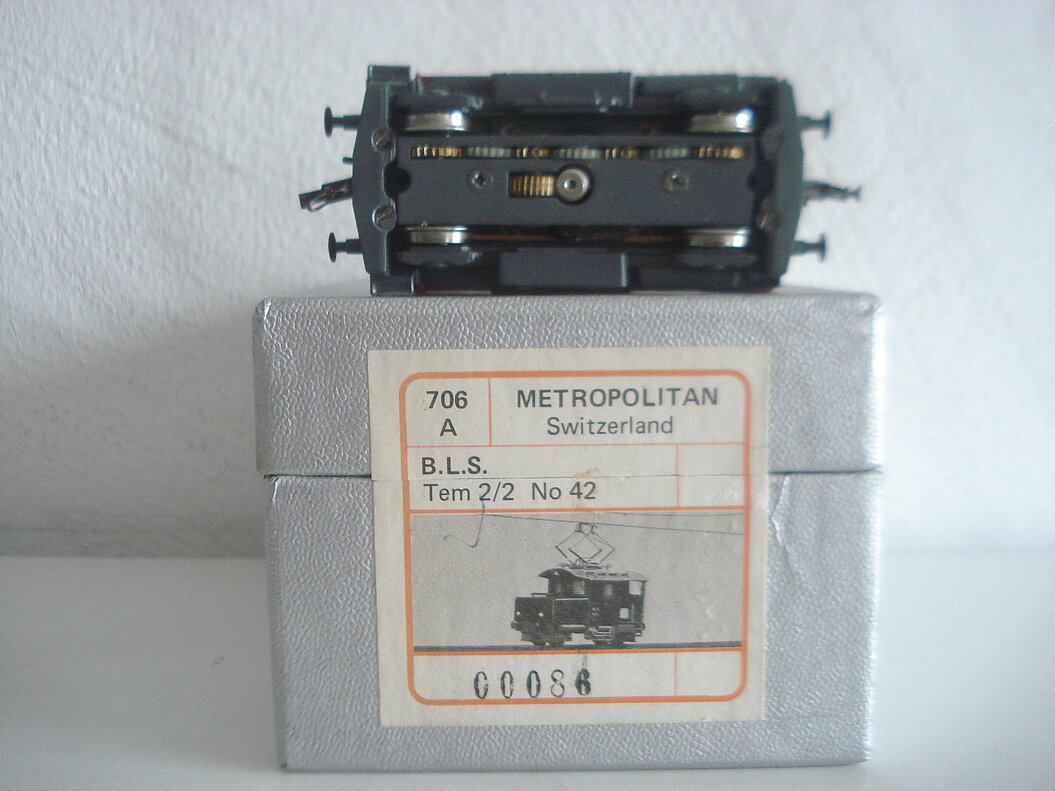 706
A
METROPOLITAN
Switzerland
B.L.S.
Tem 2/2 No 42
00086